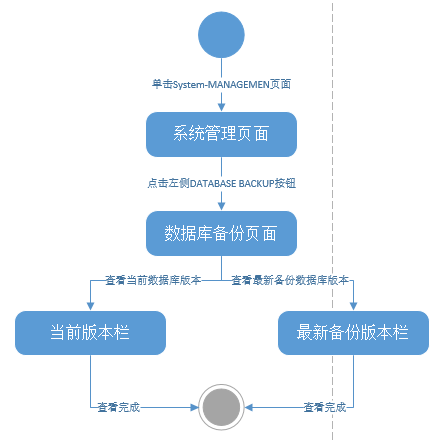 单击System-MANAGEMEN页面
系统管理页面
点击左侧DATABASE BACKUP按钮
数据库备份页面
查看当前数据库版本
查看最新备份数据库版本
当前版本栏
最新备份版本栏
查看完成
查看完成